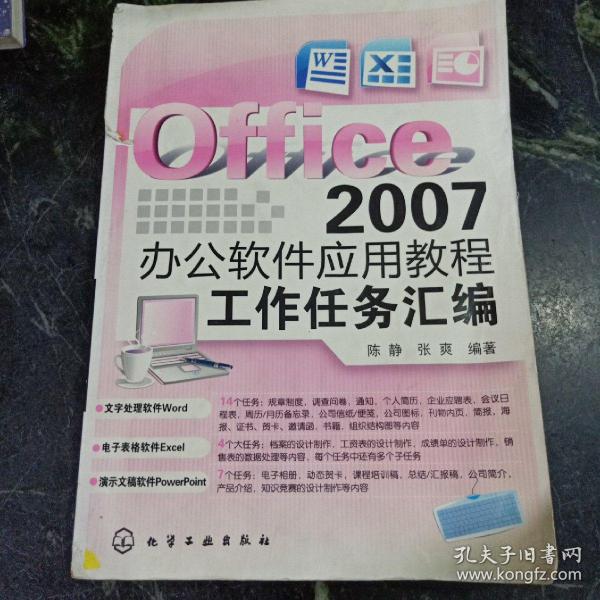 Office
2007
办公软件应用教程
工作任务汇编
陈静 张爽 编著
文字处理软件Word
14个任务：规章制度，调查问卷，通知，个人简历，企业应聘表，会议日
程表，周历/月历备忘录，公司信纸/便笺，公司图标，刊物内页，简报，海
报、证书、贺卡、邀请函，书籍，组织结构图等内容
电子表格软件Excel
4个大任务：档案的设计制作，工资表的设计制作，成绩单的设计制作，销
售表的数据处理等内容，每个任务中还有多个子任务
演示文稿软件PowerPoint
7个任务：电子相册，动态贺卡，课程培训稿，总结/汇报稿，公司简介，
产品介绍，知识竞赛的设计制作等内容
化学工业出版社
孔夫子旧书网
www.kongfz.com